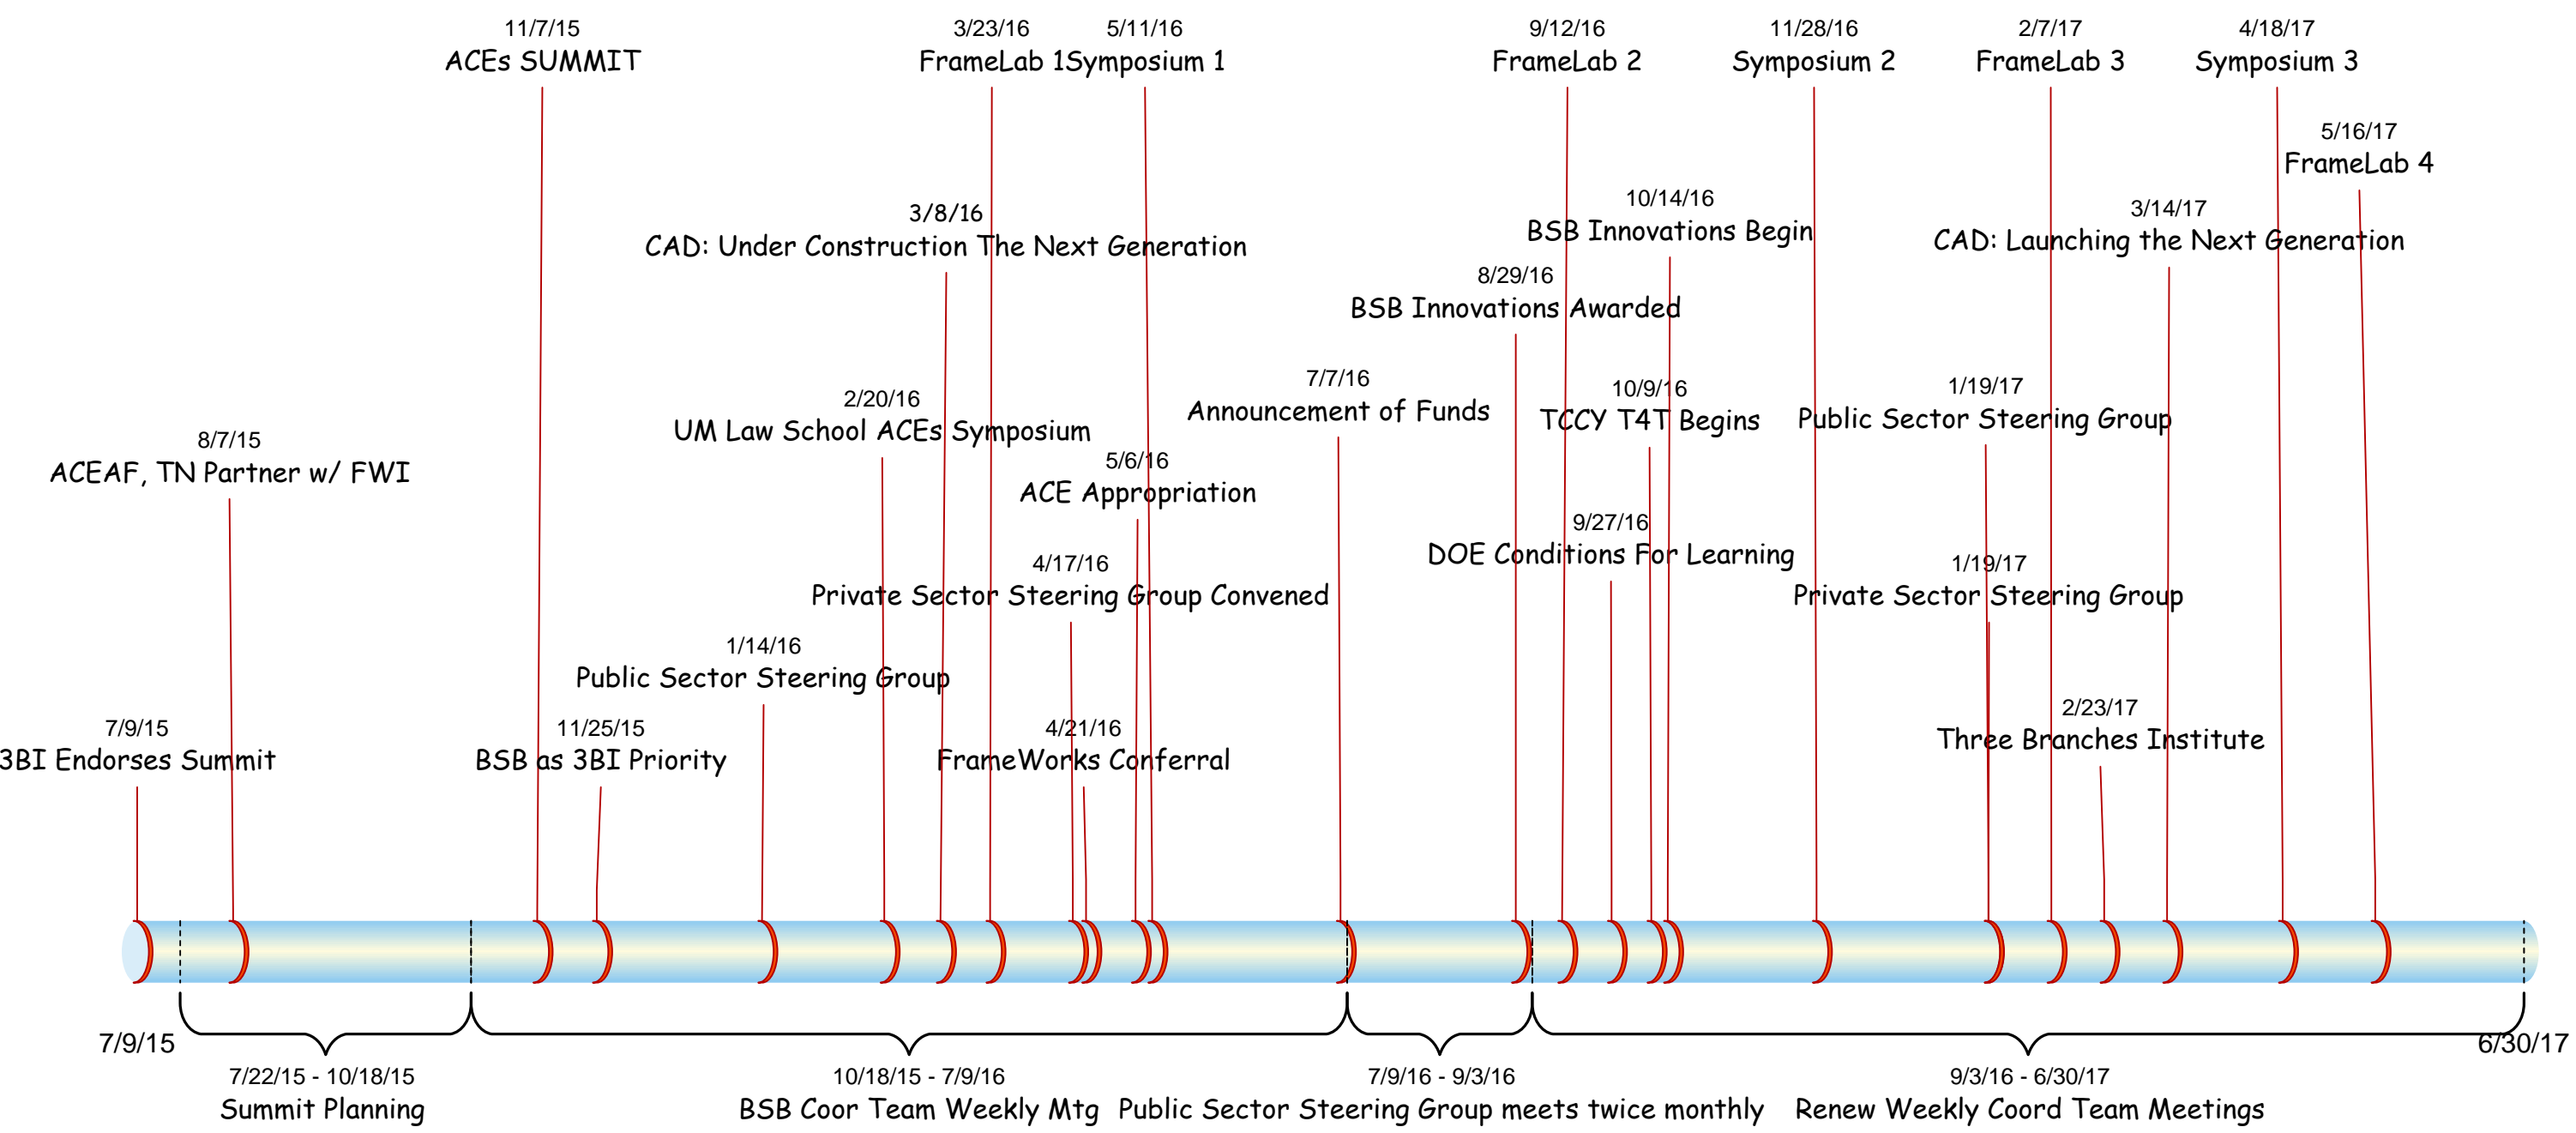 11/7/15
ACEs SUMMIT
3/23/16
FrameLab 1
5/11/16
Symposium 1
9/12/16
FrameLab 2
11/28/16
Symposium 2
2/7/17
FrameLab 3
4/18/17
Symposium 3
5/16/17
FrameLab 4
3/8/16
CAD: Under Construction The Next Generation
10/14/16
BSB Innovations Begin
3/14/17
CAD: Launching the Next Generation
8/29/16
BSB Innovations Awarded
7/7/16
Announcement of Funds
10/9/16
TCCY T4T Begins
1/19/17
Public Sector Steering Group
2/20/16
UM Law School ACEs Symposium
8/7/15
ACEAF, TN Partner w/ FWI
5/6/16
ACE Appropriation
9/27/16
DOE Conditions For Learning
4/17/16
Private Sector Steering Group Convened
1/19/17
Private Sector Steering Group
1/14/16
Public Sector Steering Group
7/9/15
3BI Endorses Summit
11/25/15
BSB as 3BI Priority
4/21/16
FrameWorks Conferral
2/23/17
Three Branches Institute
7/9/15
6/30/17
7/22/15 - 10/18/15
Summit Planning
10/18/15 - 7/9/16
BSB Coor Team Weekly Mtg
7/9/16 - 9/3/16
Public Sector Steering Group meets twice monthly
9/3/16 - 6/30/17
Renew Weekly Coord Team Meetings